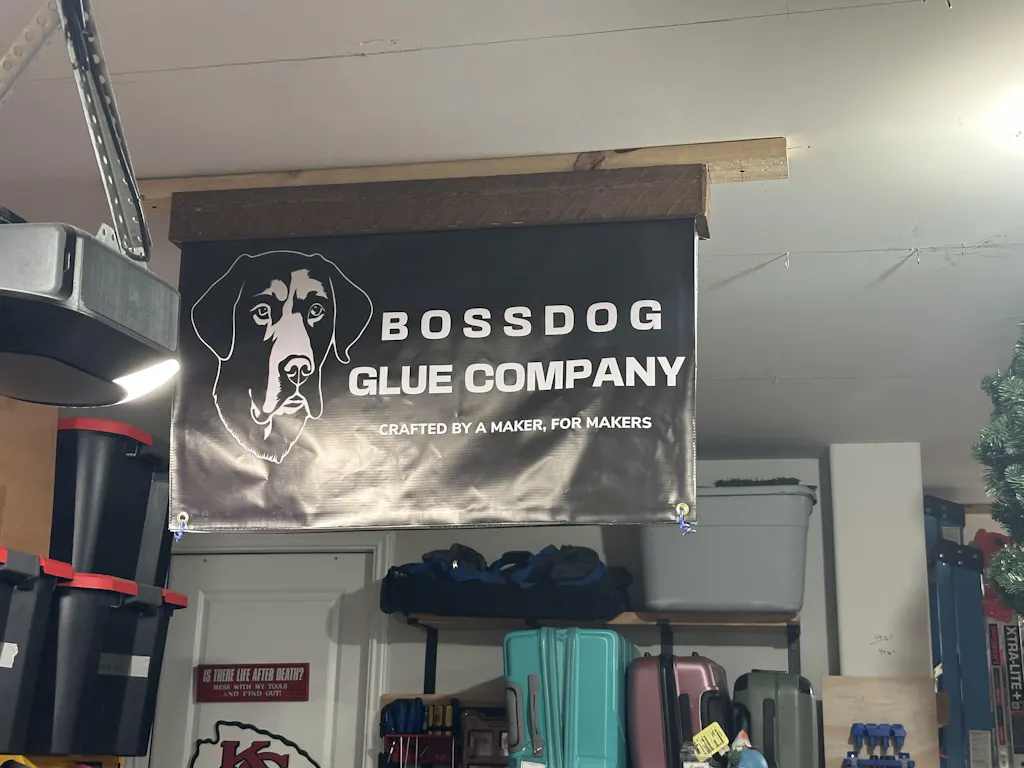 BOSSDOG
GLUE COMPANY
CRAFTED BY A MAKER, FOR MAKERS
IS THERE LIFE AFTER DEATH?
MESS WITH MY TOOLS
AND FIND OUT!
KC
XTRA-LITE+